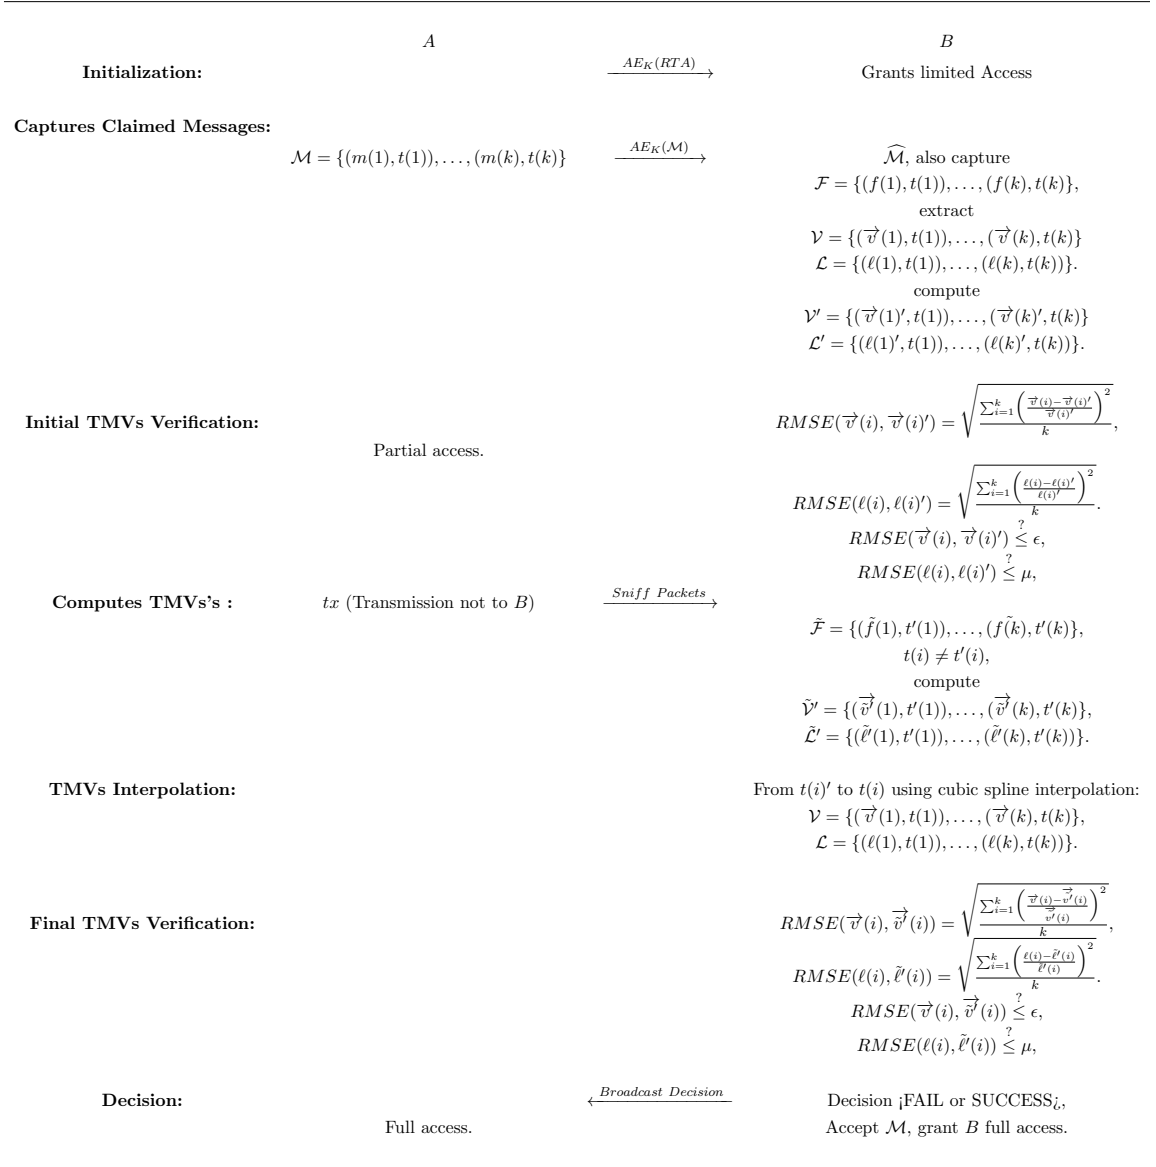 A B
Initialization: AE_K(RTA) Grants limited Access
Captures Claimed Messages:
ℳ = {(m(1), t(1)), . . . , (m(k), t(k)} AE_K(ℳ) ℳ̂, also capture
ℱ = {(f(1), t(1)), . . . , (f(k), t(k)},
extract
𝒱 = {(v⃗(1), t(1)), . . . , (v⃗(k), t(k)}
ℒ = {(ℓ(1), t(1)), . . . , (ℓ(k), t(k))}.
compute
𝒱′ = {(v⃗(1)′, t(1)), . . . , (v⃗(k)′, t(k)}
ℒ′ = {(ℓ(1)′, t(1)), . . . , (ℓ(k)′, t(k))}.
Initial TMVs Verification: RMSE(v⃗(i), v⃗(i)′) = √(∑_{i=1}^{k} ((v⃗(i)−v⃗(i)′)/v⃗(i)′)² / k),
Partial access.
RMSE(ℓ(i), ℓ(i)′) = √(∑_{i=1}^{k} ((ℓ(i)−ℓ(i)′)/ℓ(i)′)² / k).
RMSE(v⃗(i), v⃗(i)′) ≤? ϵ,
RMSE(ℓ(i), ℓ(i)′) ≤? μ,
Computes TMVs's : tx (Transmission not to B) Sniff Packets
ℱ̃ = {(f̃(1), t′(1)), . . . , (f̃(k), t′(k)},
t(i) ≠ t′(i),
compute
𝒱̃′ = {(ṽ⃗′(1), t′(1)), . . . , (ṽ⃗′(k), t′(k)},
ℒ̃′ = {(ℓ̃′(1), t′(1)), . . . , (ℓ̃′(k), t′(k))}.
TMVs Interpolation: From t(i)′ to t(i) using cubic spline interpolation:
𝒱 = {(v⃗(1), t(1)), . . . , (v⃗(k), t(k)},
ℒ = {(ℓ(1), t(1)), . . . , (ℓ(k), t(k))}.
Final TMVs Verification: RMSE(v⃗(i), ṽ⃗′(i)) = √(∑_{i=1}^{k} ((v⃗(i)−ṽ⃗′(i))/ṽ⃗′(i))² / k),
RMSE(ℓ(i), ℓ̃′(i)) = √(∑_{i=1}^{k} ((ℓ(i)−ℓ̃′(i))/ℓ̃′(i))² / k).
RMSE(v⃗(i), ṽ⃗′(i)) ≤? ϵ,
RMSE(ℓ(i), ℓ̃′(i)) ≤? μ,
Decision: Broadcast Decision Decision ¡FAIL or SUCCESS¿,
Full access. Accept ℳ, grant B full access.